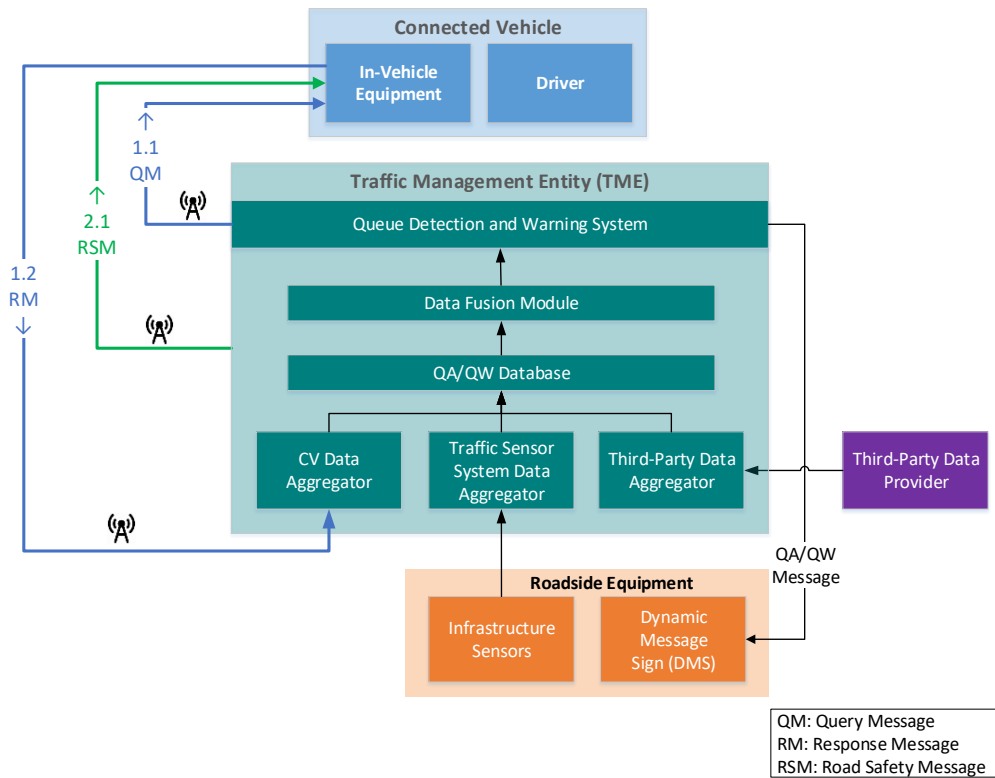 Connected Vehicle
In-Vehicle
Equipment
Driver
↑
1.1
QM
↑
2.1
RSM
1.2
RM
↓
Traffic Management Entity (TME)
Queue Detection and Warning System
Data Fusion Module
QA/QW Database
CV Data
Aggregator
Traffic Sensor
System Data
Aggregator
Third-Party Data
Aggregator
Third-Party Data
Provider
QA/QW
Message
Roadside Equipment
Infrastructure
Sensors
Dynamic
Message
Sign (DMS)
QM: Query Message
RM: Response Message
RSM: Road Safety Message